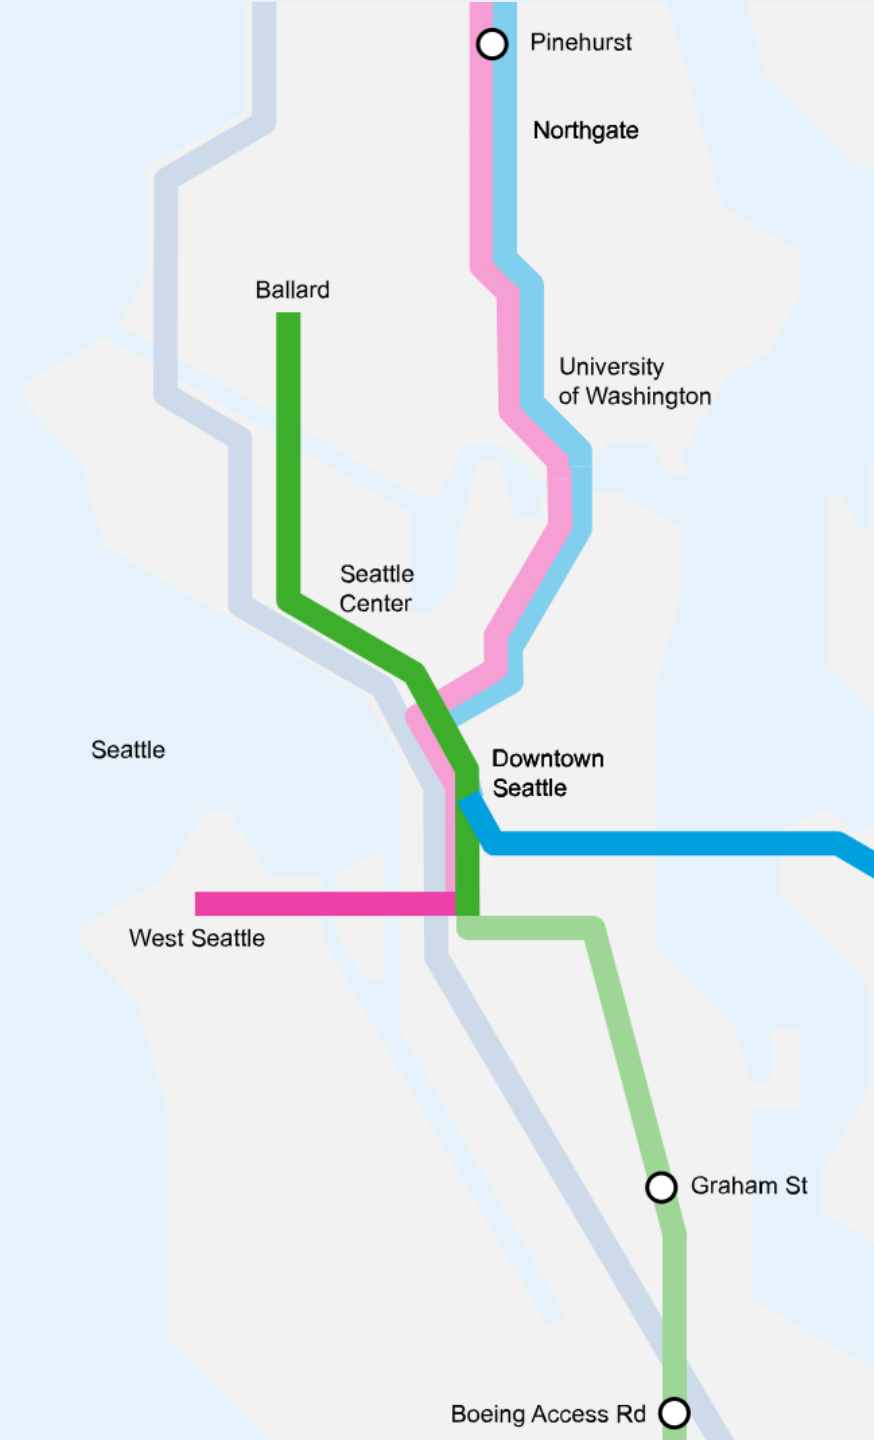 Pinehurst
Northgate
Ballard
University
of Washington
Seattle
Center
Seattle
Downtown
Seattle
West Seattle
Graham St
Boeing Access Rd